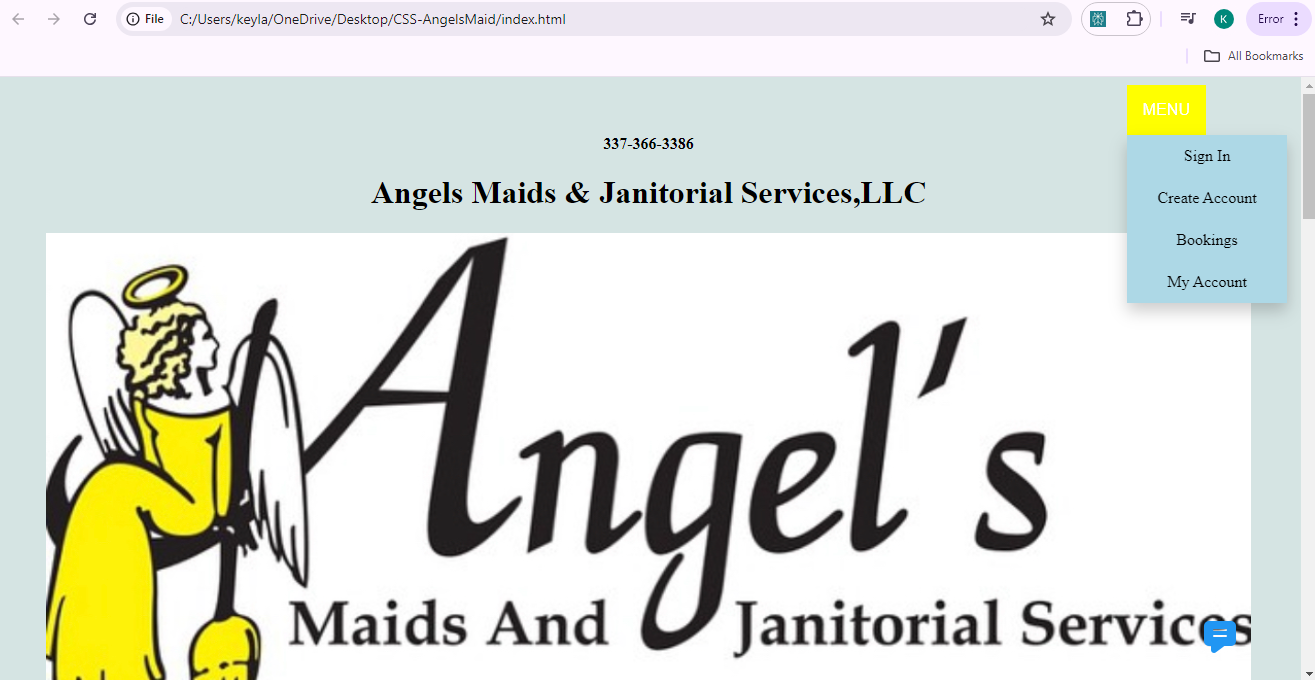 File C:/Users/keyla/OneDrive/Desktop/CSS-AngelsMaid/index.html K Error
All Bookmarks
MENU
337-366-3386
Sign In
Angels Maids & Janitorial Services,LLC
Create Account
Bookings
My Account
Angel's
Maids And Janitorial Services